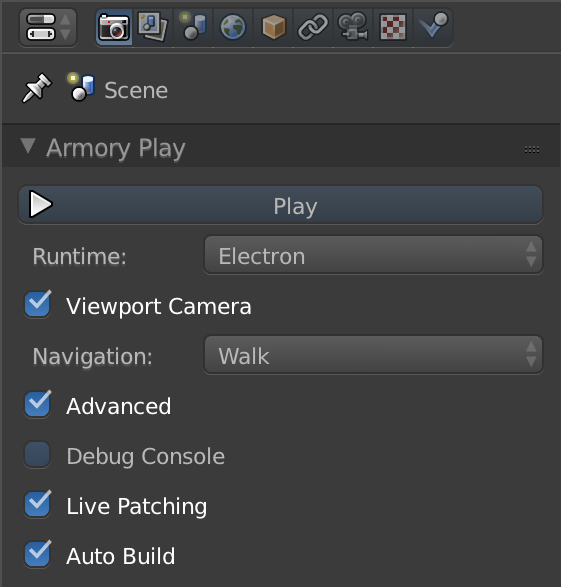 Scene
Armory Play
Play
Runtime: Electron
Viewport Camera
Navigation: Walk
Advanced
Debug Console
Live Patching
Auto Build